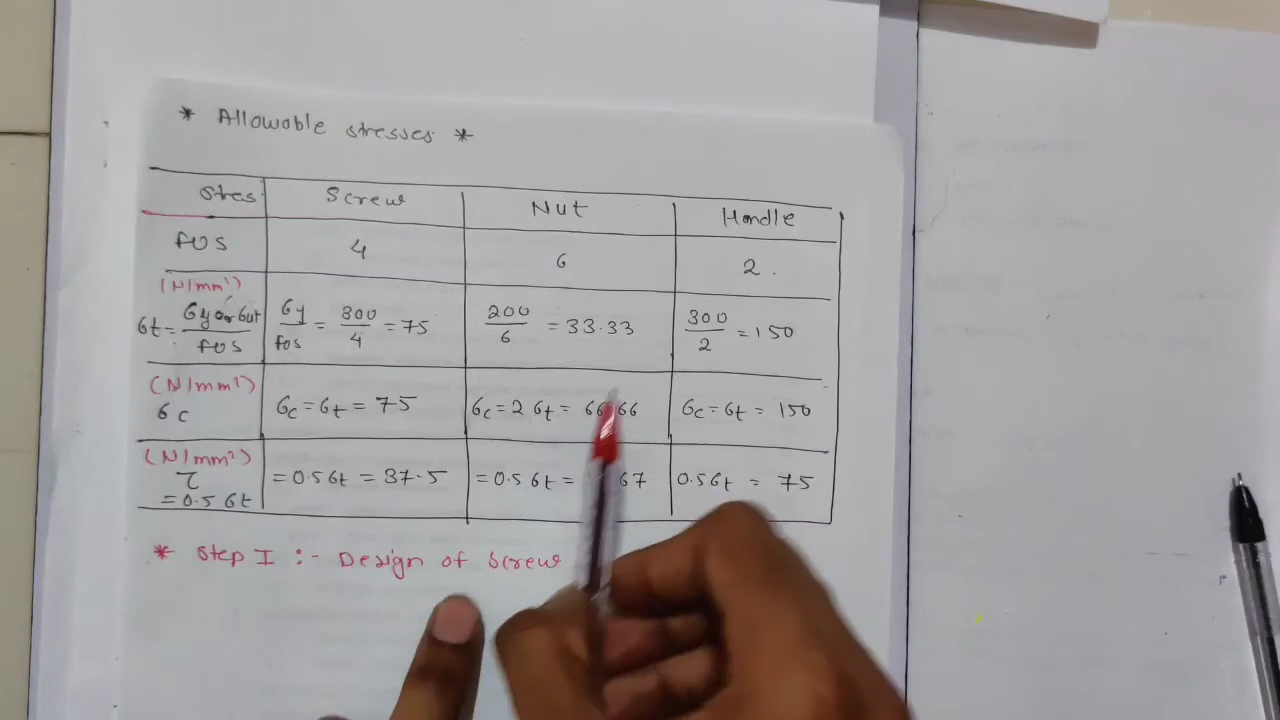 * Allowable stresses *
Stres Screw Nut Handle
fos 4 6 2.
(N/mm²)
σt = σy or σut / fos σy / fos = 300 / 4 = 75 200 / 6 = 33.33 300 / 2 = 150
(N/mm²)
σc σc = σt = 75 σc = 2 σt = 66.66 σc = σt = 150
(N/mm²)
τ = 0.5 σt = 37.5 = 0.5 σt = 67 0.5 σt = 75
= 0.5 σt
* Step I :- Design of Screw